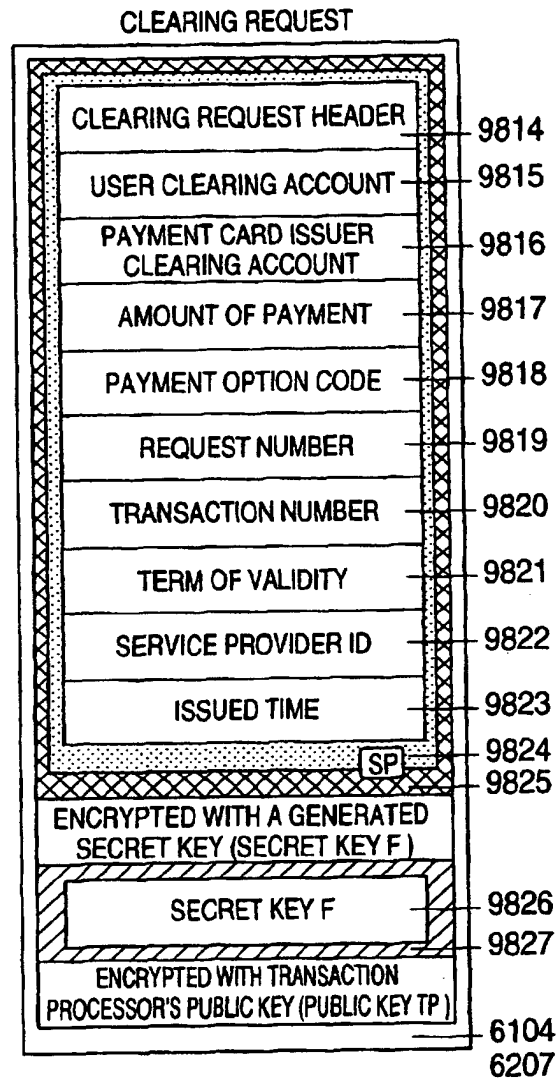 CLEARING REQUEST
CLEARING REQUEST HEADER
9814
USER CLEARING ACCOUNT
9815
PAYMENT CARD ISSUER
CLEARING ACCOUNT
9816
AMOUNT OF PAYMENT
9817
PAYMENT OPTION CODE
9818
REQUEST NUMBER
9819
TRANSACTION NUMBER
9820
TERM OF VALIDITY
9821
SERVICE PROVIDER ID
9822
ISSUED TIME
9823
SP
9824
9825
ENCRYPTED WITH A GENERATED
SECRET KEY (SECRET KEY F)
SECRET KEY F
9826
9827
ENCRYPTED WITH TRANSACTION
PROCESSOR'S PUBLIC KEY (PUBLIC KEY TP)
6104
6207